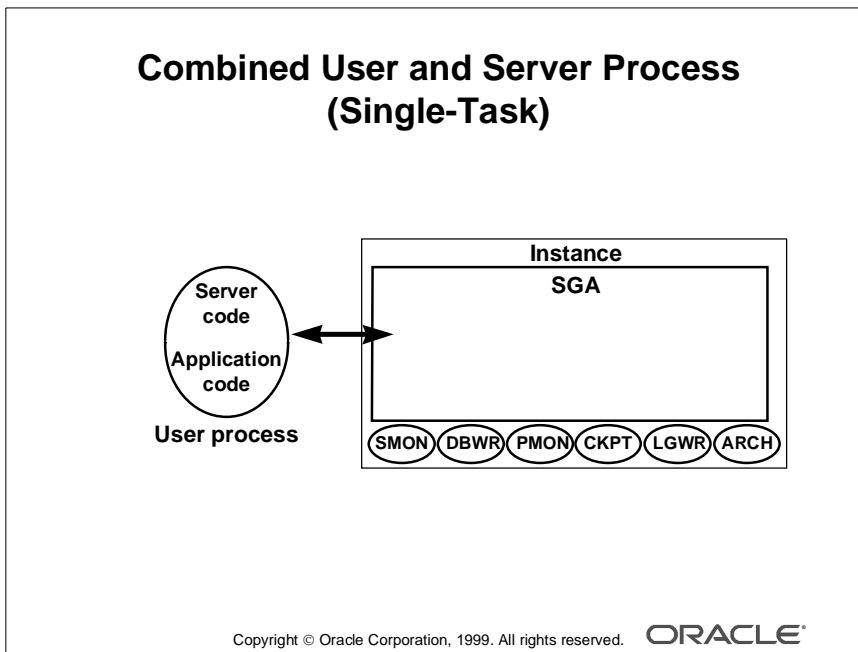 Combined User and Server Process
(Single-Task)
Instance
SGA
Server
code
Application
code
User process
SMON DBWR PMON CKPT LGWR ARCH
Copyright © Oracle Corporation, 1999. All rights reserved. ORACLE®